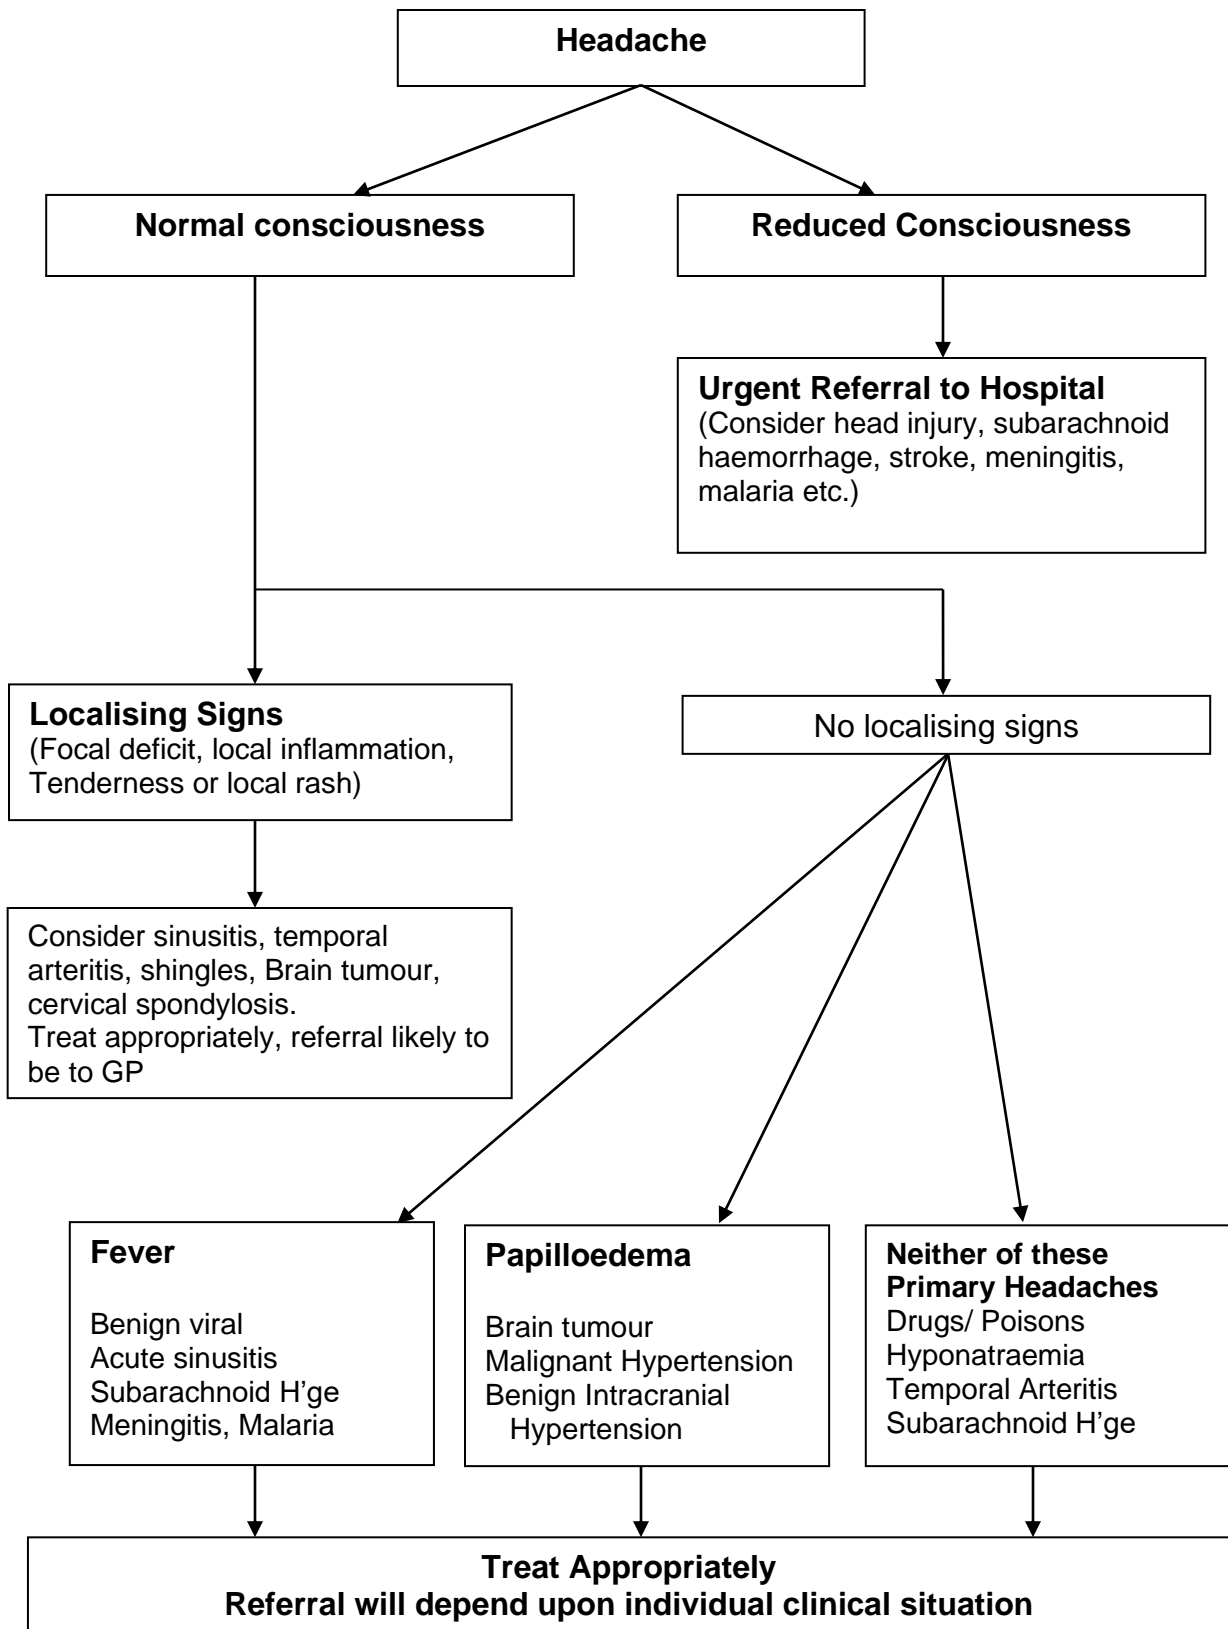 Headache
Normal consciousness
Reduced Consciousness
Urgent Referral to Hospital
(Consider head injury, subarachnoid
haemorrhage, stroke, meningitis,
malaria etc.)
Localising Signs
(Focal deficit, local inflammation,
Tenderness or local rash)
No localising signs
Consider sinusitis, temporal
arteritis, shingles, Brain tumour,
cervical spondylosis.
Treat appropriately, referral likely to
be to GP
Fever
Benign viral
Acute sinusitis
Subarachnoid H’ge
Meningitis, Malaria
Papilloedema
Brain tumour
Malignant Hypertension
Benign Intracranial
Hypertension
Neither of these
Primary Headaches
Drugs/ Poisons
Hyponatraemia
Temporal Arteritis
Subarachnoid H’ge
Treat Appropriately
Referral will depend upon individual clinical situation